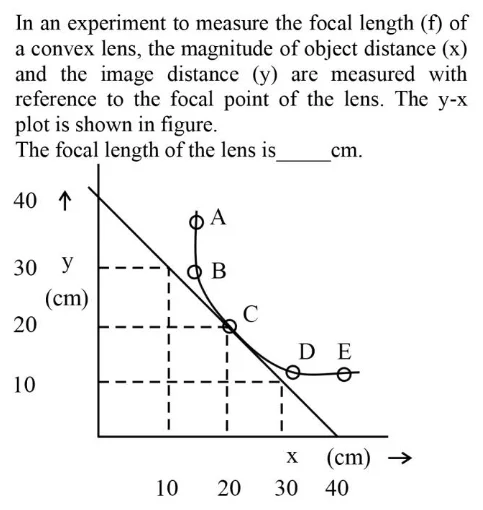 In an experiment to measure the focal length (f) of
a convex lens, the magnitude of object distance (x)
and the image distance (y) are measured with
reference to the focal point of the lens. The y-x
plot is shown in figure.
The focal length of the lens is_____cm.
40 ↑
A
30 y
B
(cm)
C
20
D E
10
x (cm) →
10 20 30 40